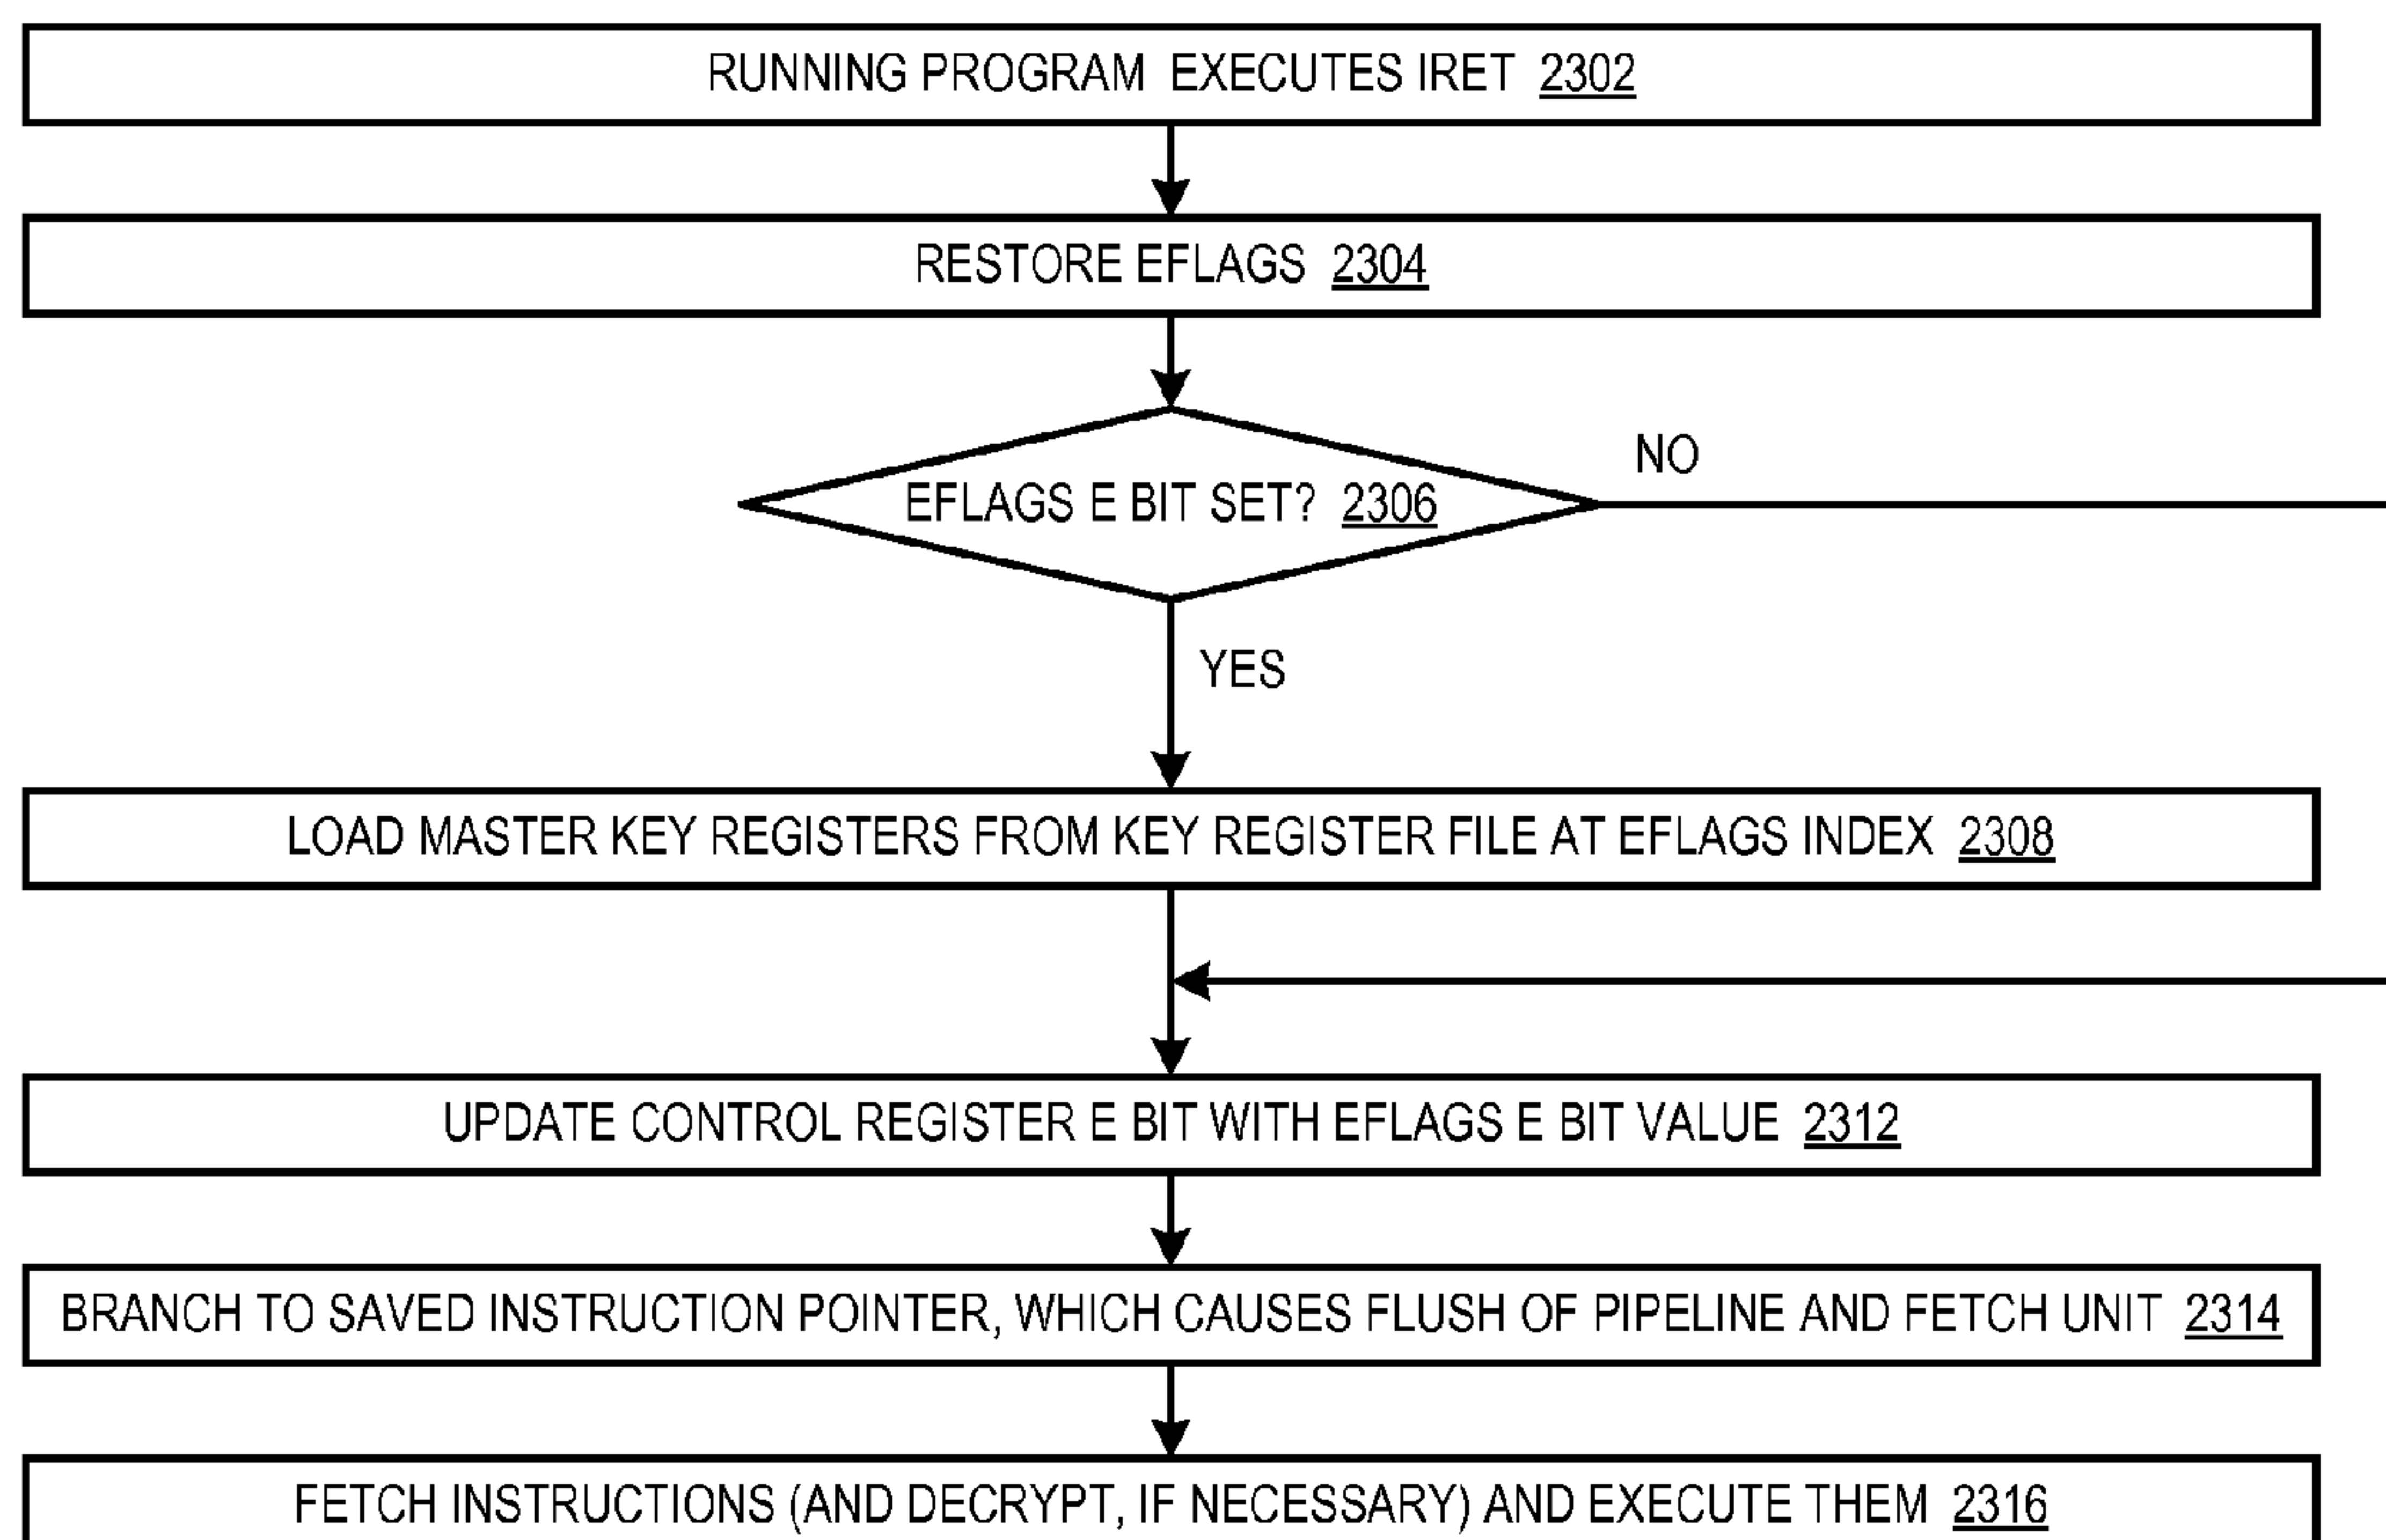 RUNNING PROGRAM EXECUTES IRET 2302
RESTORE EFLAGS 2304
NO
EFLAGS E BIT SET? 2306
YES
LOAD MASTER KEY REGISTERS FROM KEY REGISTER FILE AT EFLAGS INDEX 2308
UPDATE CONTROL REGISTER E BIT WITH EFLAGS E BIT VALUE 2312
BRANCH TO SAVED INSTRUCTION POINTER, WHICH CAUSES FLUSH OF PIPELINE AND FETCH UNIT 2314
FETCH INSTRUCTIONS (AND DECRYPT, IF NECESSARY) AND EXECUTE THEM 2316